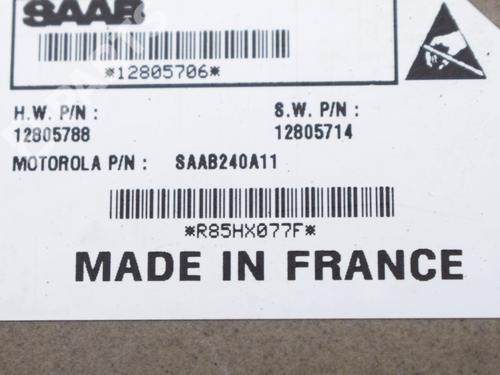 SAAB
*12805706*
H.W. P/N : S.W. P/N :
12805788 12805714
MOTOROLA P/N : SAAB240A11
*R85HX077F*
MADE IN FRANCE